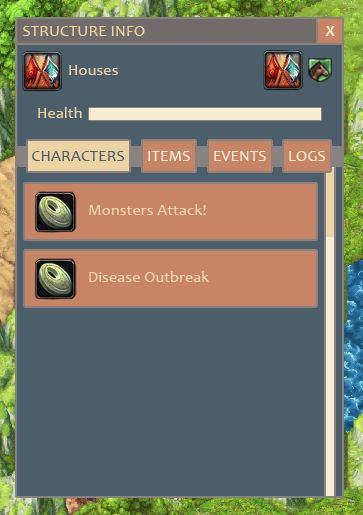 STRUCTURE INFO X
Houses
Health
CHARACTERS ITEMS EVENTS LOGS
Monsters Attack!
Disease Outbreak